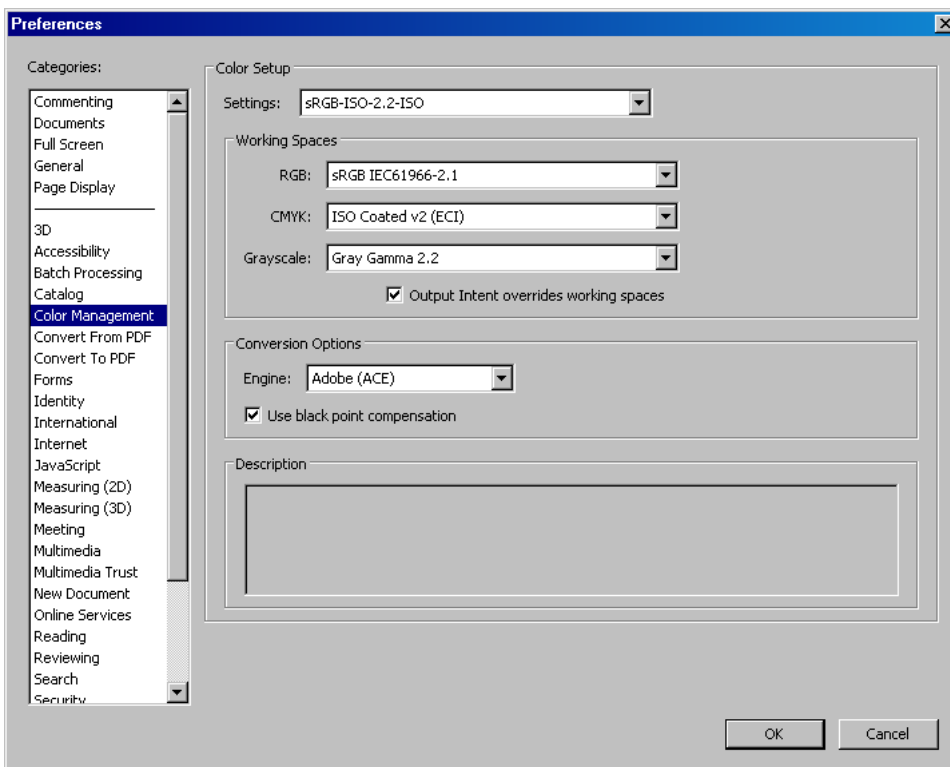 Preferences
Categories:
Commenting
Documents
Full Screen
General
Page Display
3D
Accessibility
Batch Processing
Catalog
Color Management
Convert From PDF
Convert To PDF
Forms
Identity
International
Internet
JavaScript
Measuring (2D)
Measuring (3D)
Meeting
Multimedia
Multimedia Trust
New Document
Online Services
Reading
Reviewing
Search
Security
Color Setup
Settings: sRGB-ISO-2.2-ISO
Working Spaces
RGB: sRGB IEC61966-2.1
CMYK: ISO Coated v2 (ECI)
Grayscale: Gray Gamma 2.2
Output Intent overrides working spaces
Conversion Options
Engine: Adobe (ACE)
Use black point compensation
Description
OK Cancel